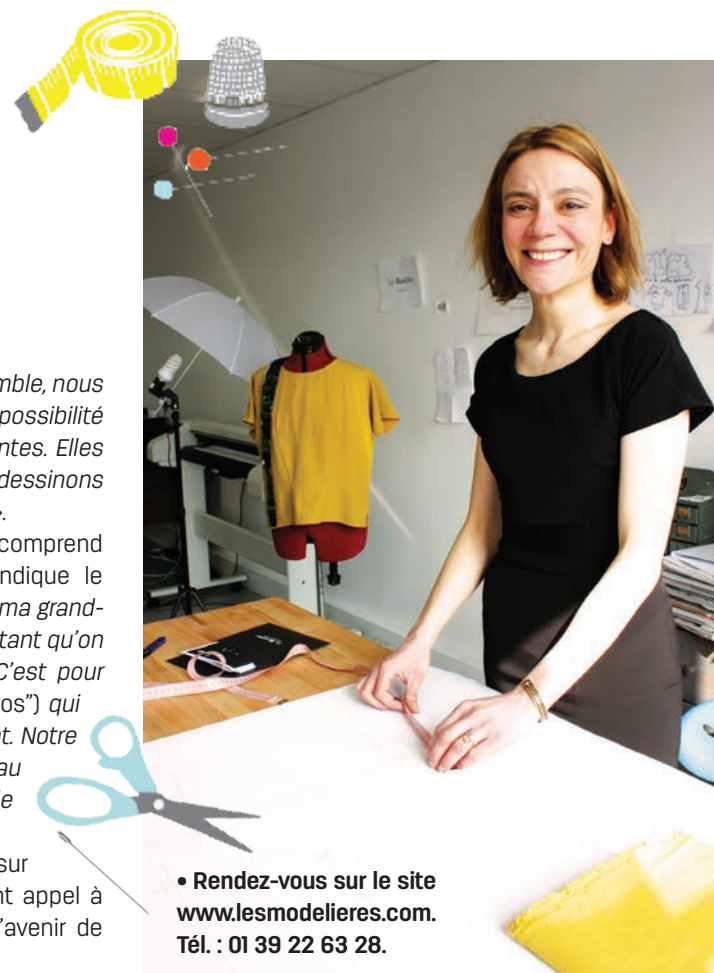 mble, nous
possibilité
ntes. Elles
dessinons
».
comprend
ndique le
ma grand-
tant qu’on
C’est pour
os”) qui
t. Notre
au
e
sur
nt appel à
’avenir de
• Rendez-vous sur le site
www.lesmodelieres.com.
Tél. : 01 39 22 63 28.